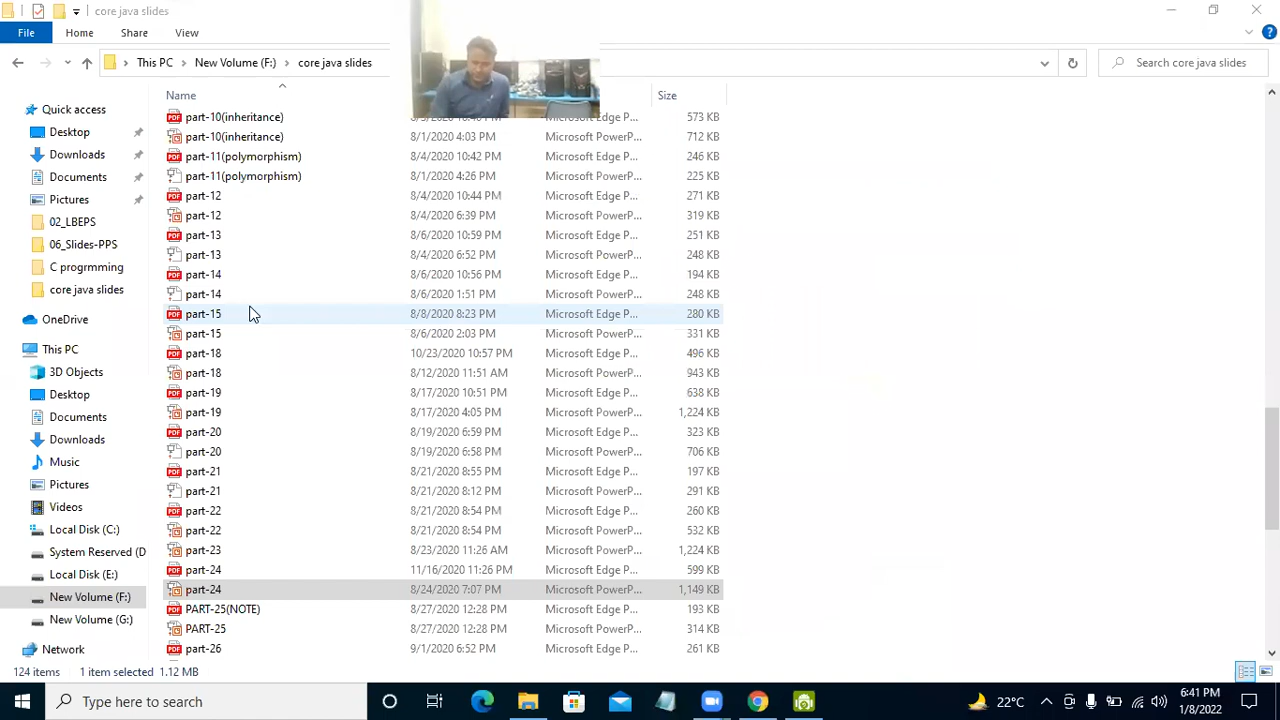 core java slides
File Home Share View
This PC New Volume (F:) core java slides Search core java slides
Name Size
Quick access
Desktop
Downloads
Documents
Pictures
02_LBEPS
06_Slides-PPS
C progrmming
core java slides
OneDrive
This PC
3D Objects
Desktop
Documents
Downloads
Music
Pictures
Videos
Local Disk (C:)
System Reserved (D
Local Disk (E:)
New Volume (F:)
New Volume (G:)
Network
part-10(inheritance) Microsoft Edge P... 573 KB
part-10(inheritance) 8/1/2020 4:03 PM Microsoft PowerP... 712 KB
part-11(polymorphism) 8/4/2020 10:42 PM Microsoft Edge P... 246 KB
part-11(polymorphism) 8/1/2020 4:26 PM Microsoft PowerP... 225 KB
part-12 8/4/2020 10:44 PM Microsoft Edge P... 271 KB
part-12 8/4/2020 6:39 PM Microsoft PowerP... 319 KB
part-13 8/6/2020 10:59 PM Microsoft Edge P... 251 KB
part-13 8/4/2020 6:52 PM Microsoft PowerP... 248 KB
part-14 8/6/2020 10:56 PM Microsoft Edge P... 194 KB
part-14 8/6/2020 1:51 PM Microsoft PowerP... 248 KB
part-15 8/8/2020 8:23 PM Microsoft Edge P... 280 KB
part-15 8/6/2020 2:03 PM Microsoft PowerP... 331 KB
part-18 10/23/2020 10:57 PM Microsoft Edge P... 496 KB
part-18 8/12/2020 11:51 AM Microsoft PowerP... 943 KB
part-19 8/17/2020 10:51 PM Microsoft Edge P... 638 KB
part-19 8/17/2020 4:05 PM Microsoft PowerP... 1,224 KB
part-20 8/19/2020 6:59 PM Microsoft Edge P... 323 KB
part-20 8/19/2020 6:58 PM Microsoft PowerP... 706 KB
part-21 8/21/2020 8:55 PM Microsoft Edge P... 197 KB
part-21 8/21/2020 8:12 PM Microsoft PowerP... 291 KB
part-22 8/21/2020 8:54 PM Microsoft Edge P... 260 KB
part-22 8/21/2020 8:54 PM Microsoft PowerP... 532 KB
part-23 8/23/2020 11:26 AM Microsoft PowerP... 1,224 KB
part-24 11/16/2020 11:26 PM Microsoft Edge P... 599 KB
part-24 8/24/2020 7:07 PM Microsoft PowerP... 1,149 KB
PART-25(NOTE) 8/27/2020 12:28 PM Microsoft Edge P... 193 KB
PART-25 8/27/2020 12:28 PM Microsoft PowerP... 314 KB
part-26 9/1/2020 6:52 PM Microsoft Edge P... 261 KB
124 items 1 item selected 1.12 MB
Type here to search 22°C 6:41 PM
1/8/2022